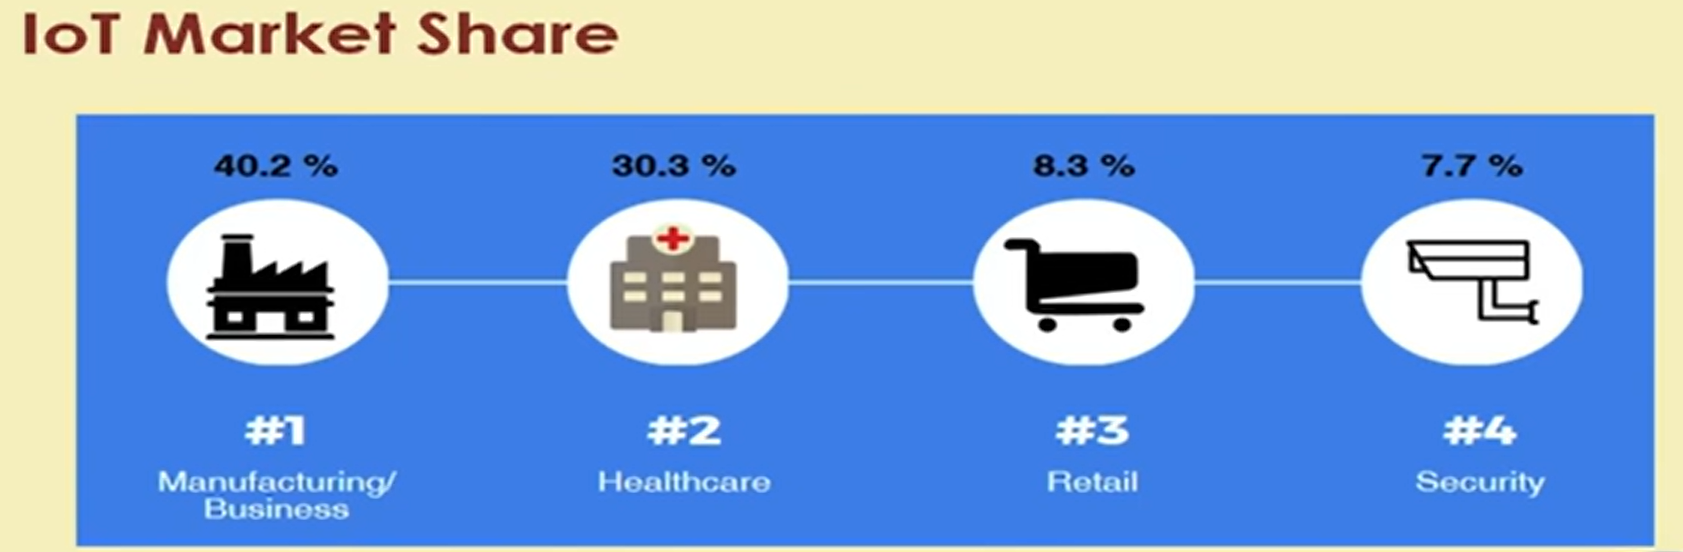 IoT Market Share
40.2 %
30.3 %
8.3 %
7.7 %
#1
#2
#3
#4
Manufacturing/
Business
Healthcare
Retail
Security